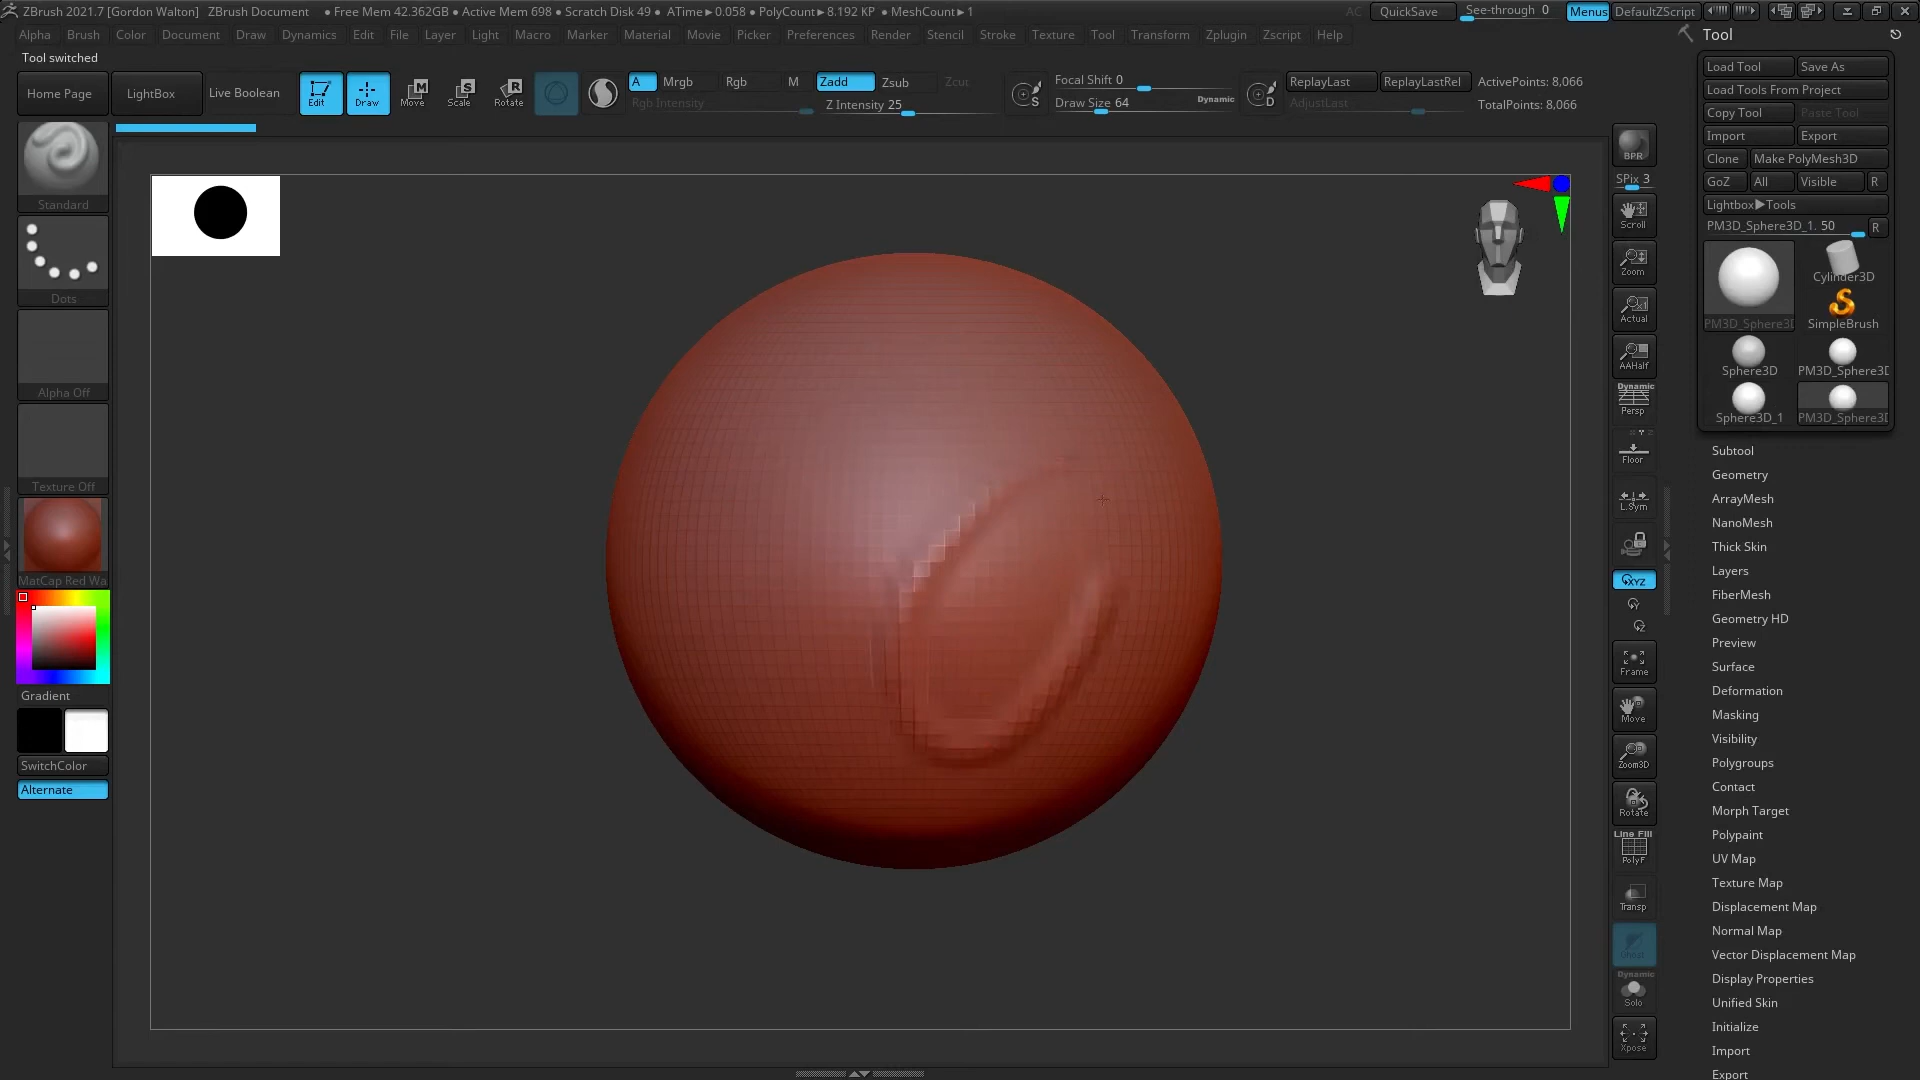 ZBrush 2021.7 [Gordon Walton] ZBrush Document • Free Mem 42.362GB • Active Mem 698 • Scratch Disk 49 • ATime►0.058 • PolyCount►8.192 KP • MeshCount►1
AC QuickSave See-through 0 Menus DefaultZScript
Alpha Brush Color Document Draw Dynamics Edit File Layer Light Macro Marker Material Movie Picker Preferences Render Stencil Stroke Texture Tool Transform Zplugin Zscript Help
Tool switched
Home Page
LightBox
Live Boolean
Edit
Draw
Move
Scale
Rotate
A Mrgb Rgb M Zadd Zsub Zcut
Rgb Intensity Z Intensity 25
Focal Shift 0
Draw Size 64 Dynamic
ReplayLast ReplayLastRel
AdjustLast
ActivePoints: 8,066
TotalPoints: 8,066
Standard
Dots
Alpha Off
Texture Off
MatCap Red Wa
Gradient
SwitchColor
Alternate
BPR
SPix 3
Scroll
Zoom
Actual
AAHalf
Dynamic
Persp
Floor
L.Sym
XYZ
Y
Z
Frame
Move
Zoom3D
Rotate
Line Fill
PolyF
Transp
Ghost
Dynamic
Solo
Xpose
Tool
Load Tool Save As
Load Tools From Project
Copy Tool Paste Tool
Import Export
Clone Make PolyMesh3D
GoZ All Visible R
Lightbox►Tools
PM3D_Sphere3D_1. 50 R
PM3D_Sphere3D Cylinder3D
SimpleBrush
Sphere3D PM3D_Sphere3D
Sphere3D_1 PM3D_Sphere3D
Subtool
Geometry
ArrayMesh
NanoMesh
Thick Skin
Layers
FiberMesh
Geometry HD
Preview
Surface
Deformation
Masking
Visibility
Polygroups
Contact
Morph Target
Polypaint
UV Map
Texture Map
Displacement Map
Normal Map
Vector Displacement Map
Display Properties
Unified Skin
Initialize
Import
Export